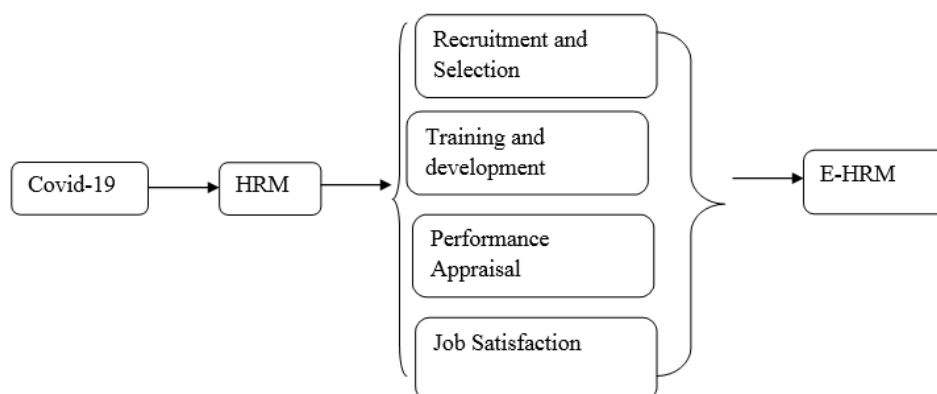 Covid-19
HRM
Recruitment and
Selection
Training and
development
Performance
Appraisal
Job Satisfaction
E-HRM